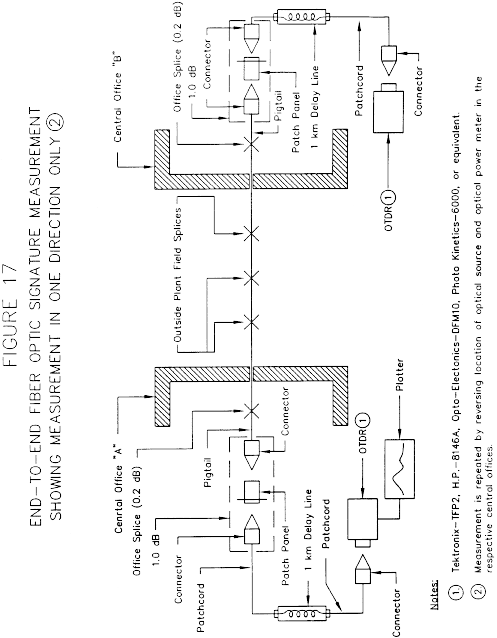 FIGURE 17
END-TO-END FIBER OPTIC SIGNATURE MEASUREMENT
SHOWING MEASUREMENT IN ONE DIRECTION ONLY 2
Cenrtal Office "A"
Office Splice (0.2 dB)
1.0 dB
Connector
Patchcord
Pigtail
Connector
Patch Panel
1 km Delay Line
Patchcord
Connector
OTDR 1
Plotter
Outside Plant Field Splices
Central Office "B"
Office Splice (0.2 dB)
1.0 dB
Connector
Pigtail
Patch Panel
1 km Delay Line
Patchcord
Connector
OTDR 1
Notes:
1. Tektronix-TFP2, H.P.-8146A, Opto-Electonics-DFM10, Photo Kinetics-6000, or equivalent.
2. Measurement is repeated by reversing location of optical source and optical power meter in the
respective central offices.